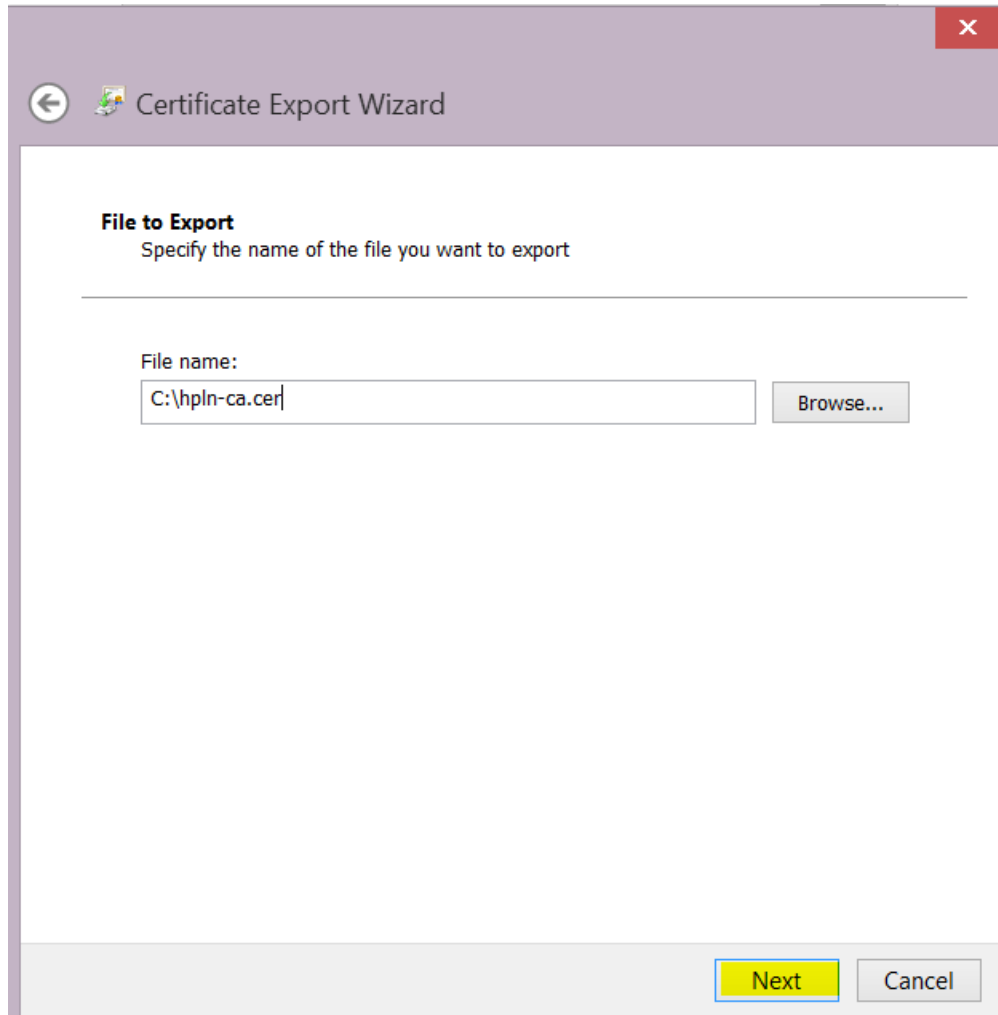 Certificate Export Wizard
File to Export
Specify the name of the file you want to export
File name:
C:\hpln-ca.cer
Browse...
Next
Cancel